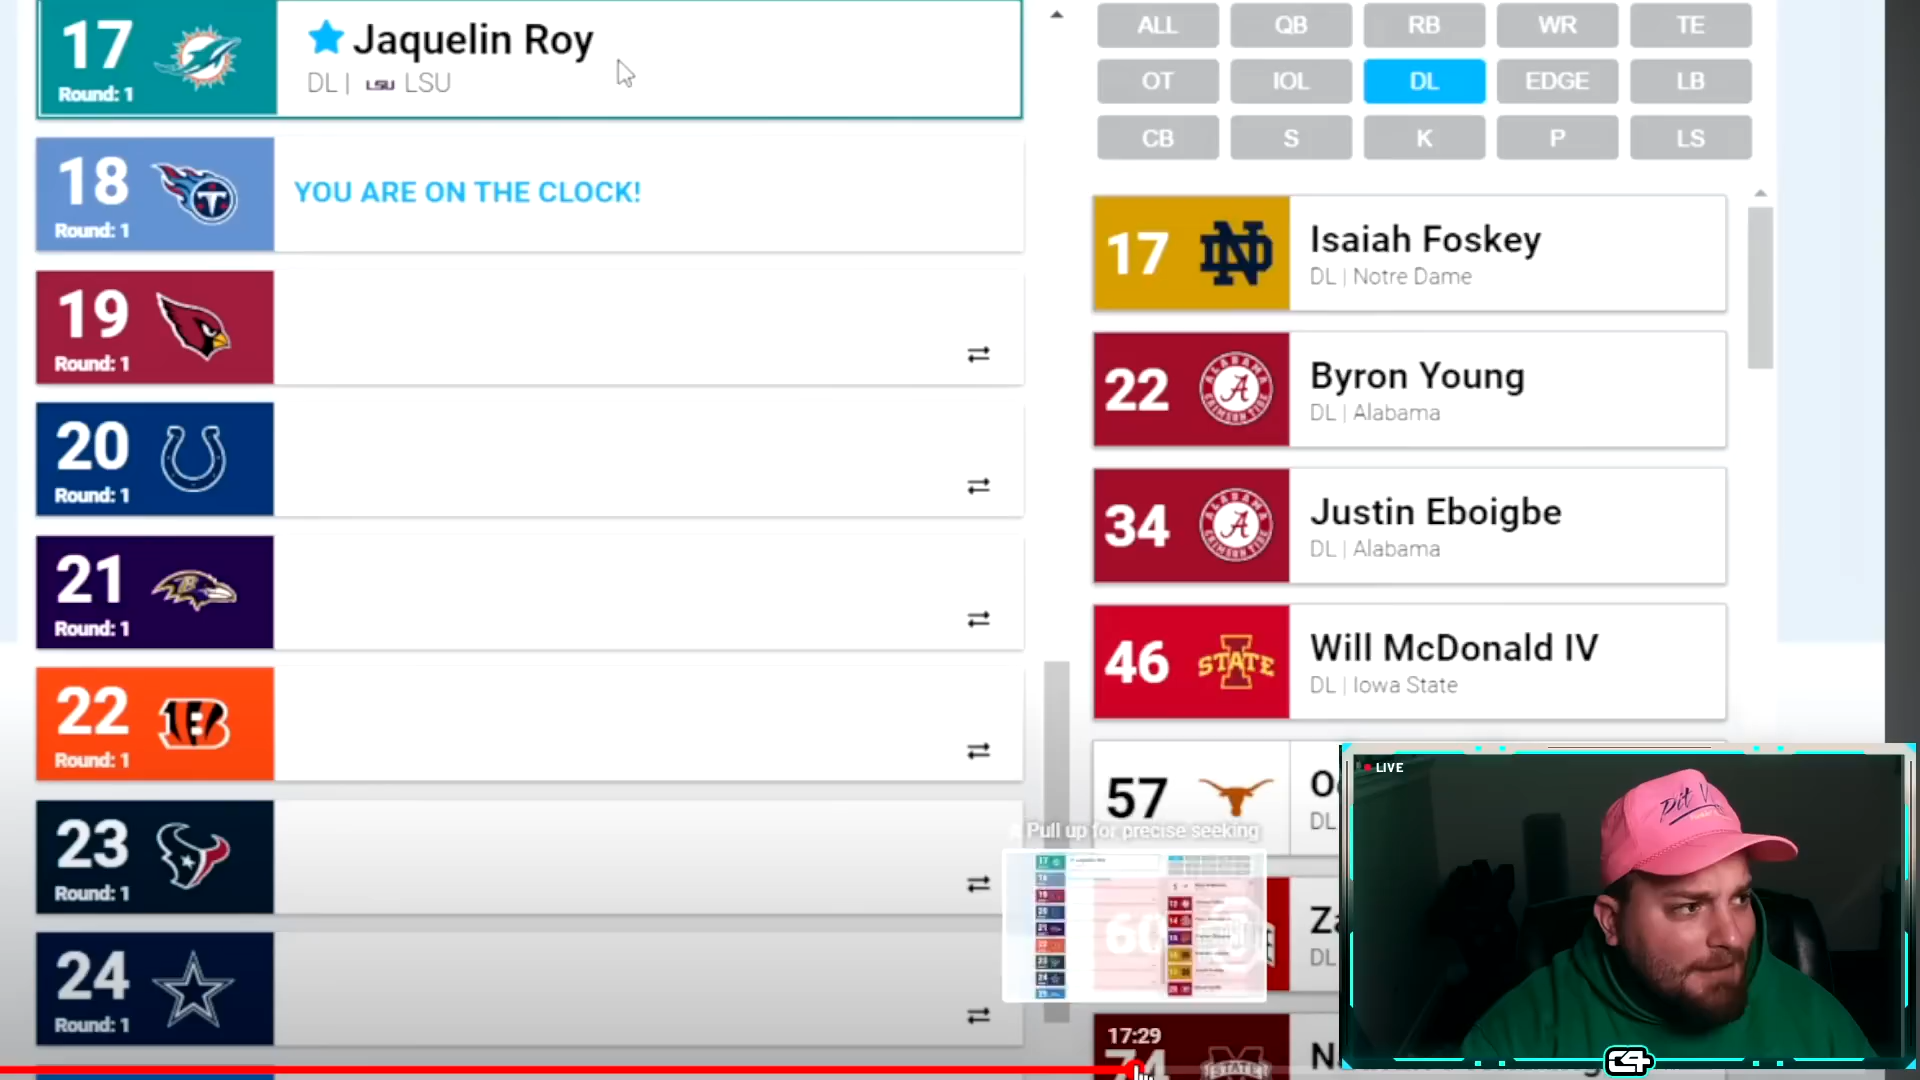 17
Round: 1
Jaquelin Roy
DL | LSU LSU
18
Round: 1
YOU ARE ON THE CLOCK!
19
Round: 1
20
Round: 1
21
Round: 1
22
Round: 1
23
Round: 1
24
Round: 1
ALL QB RB WR TE
OT IOL DL EDGE LB
CB S K P LS
17 Isaiah Foskey
DL | Notre Dame
22 Byron Young
DL | Alabama
34 Justin Eboigbe
DL | Alabama
46 STATE Will McDonald IV
DL | Iowa State
57
DL
Pull up for precise seeking
60
DL
17:29
74
STATE
LIVE